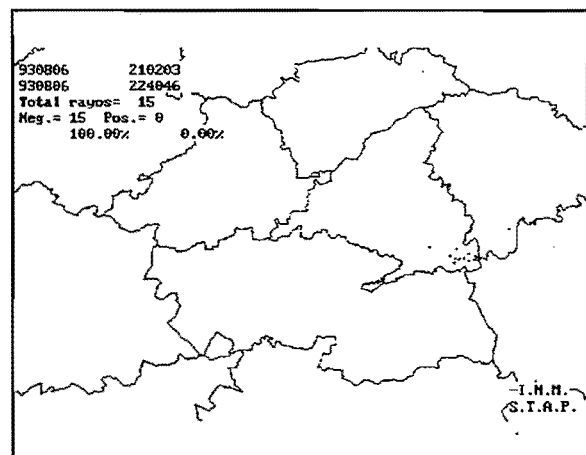 930806 210203
930806 224046
Total rayos= 15
Neg.= 15 Pos.= 0
100.00% 0.00%
I.N.M.
S.T.A.P.